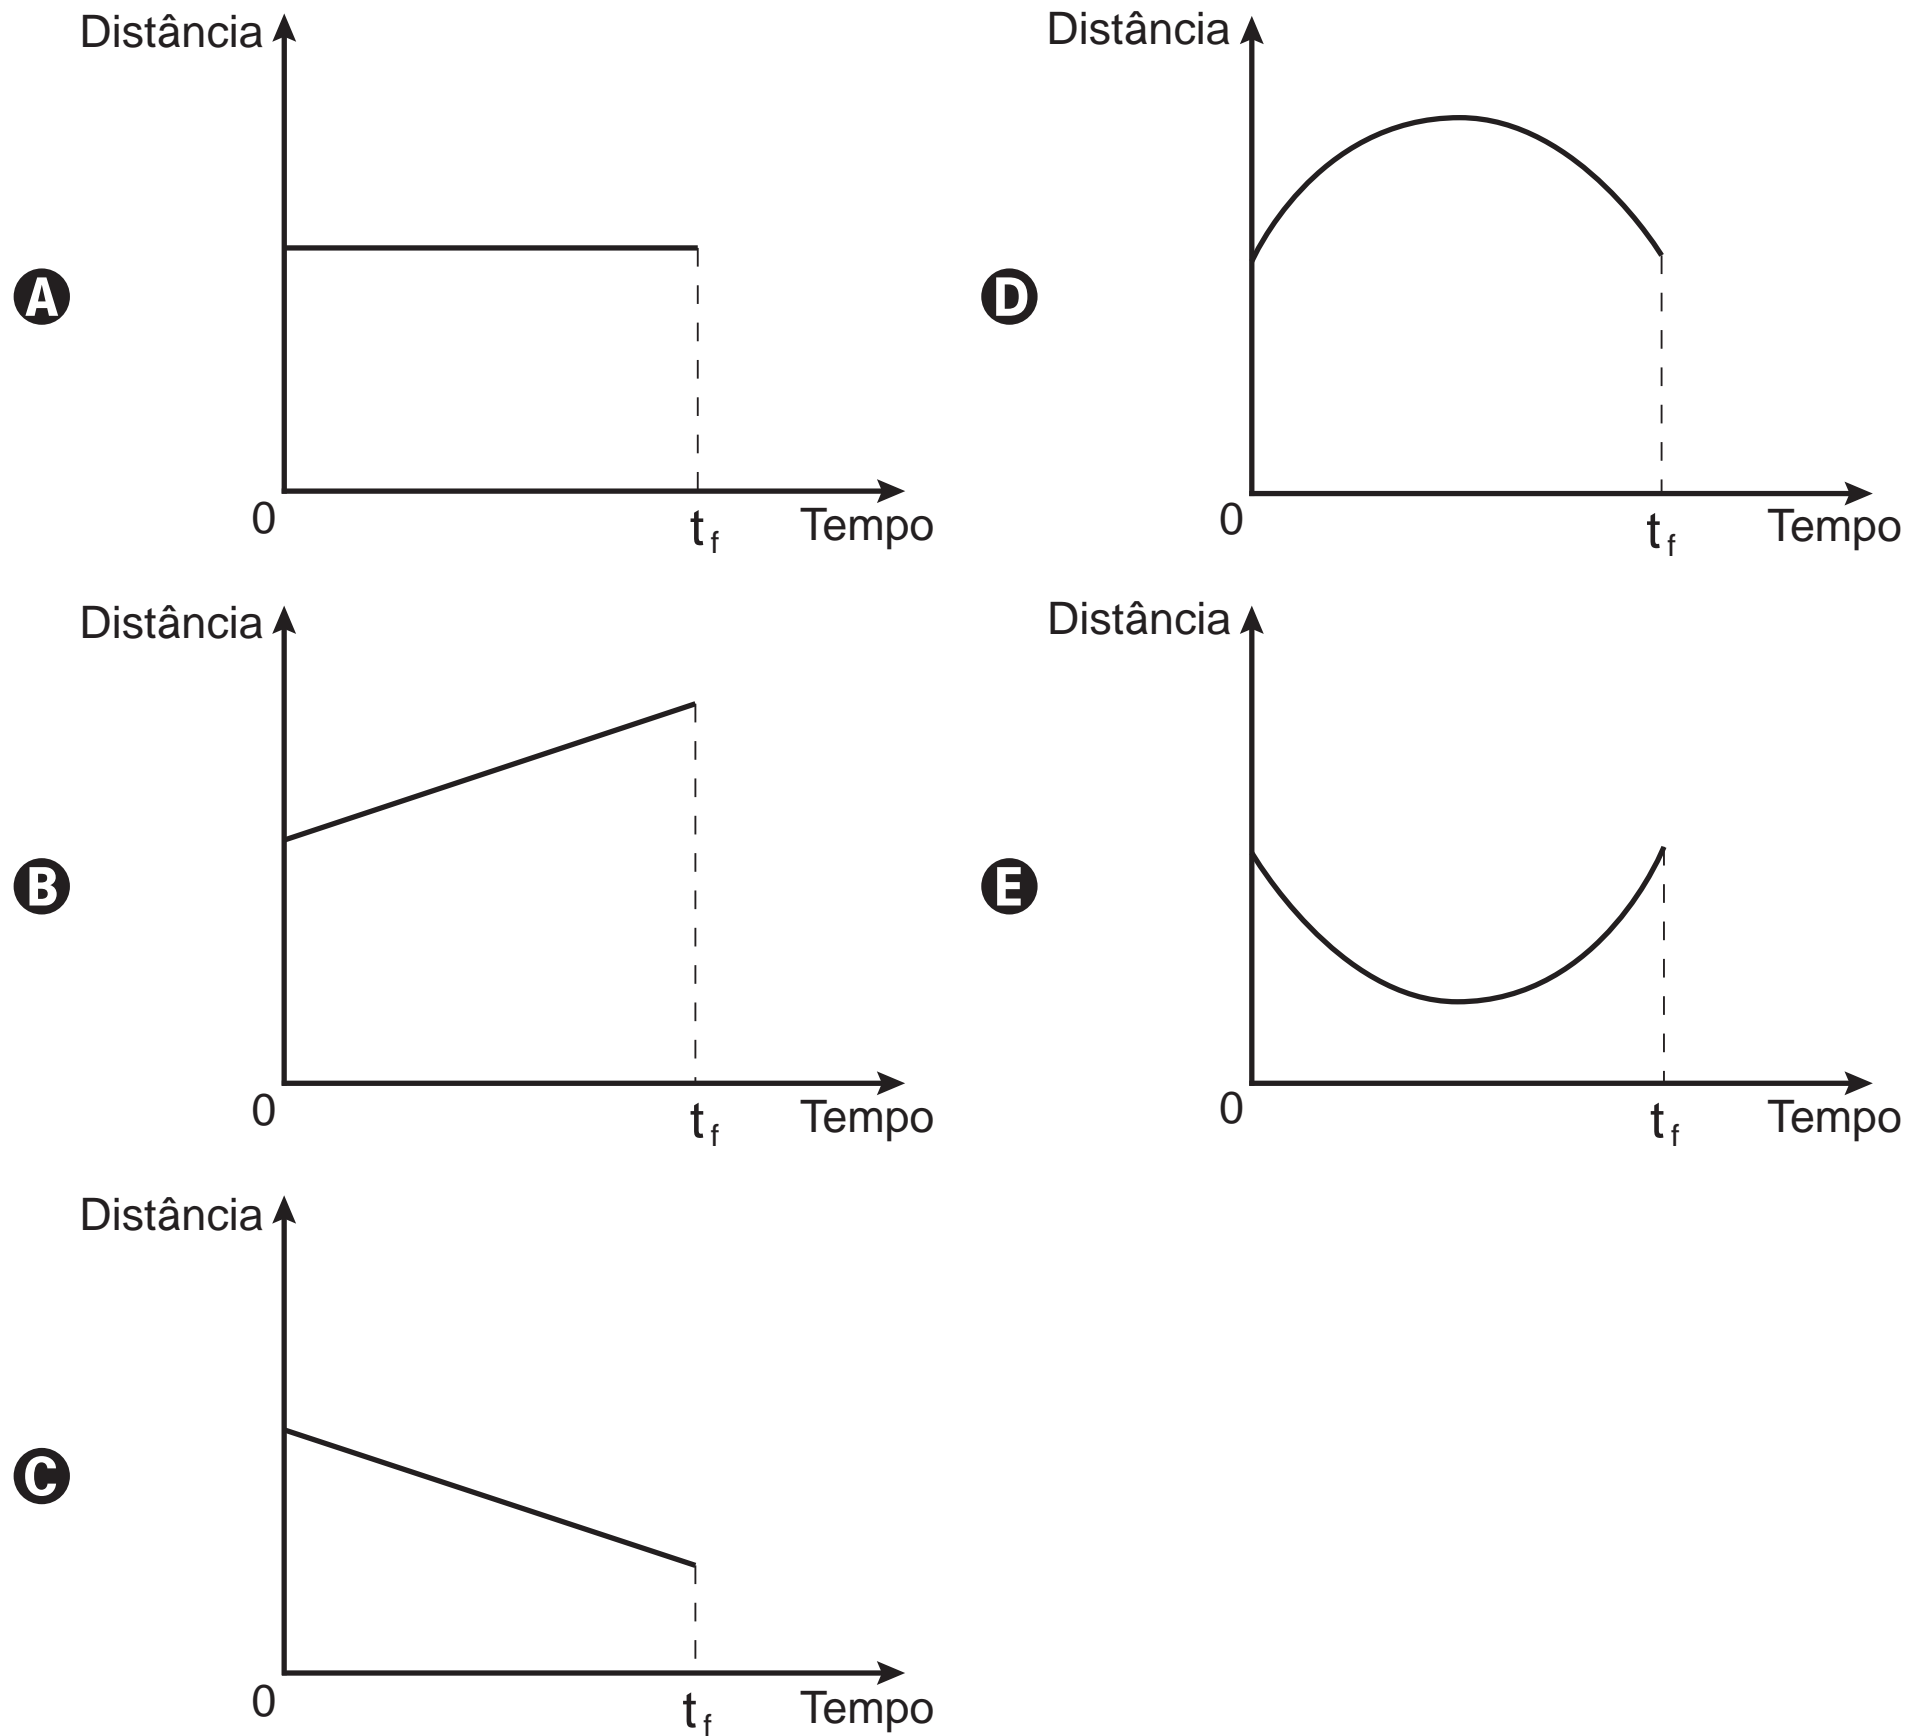 Distância
A
0
t f
Tempo
Distância
B
0
t f
Tempo
Distância
C
0
t f
Tempo
Distância
D
0
t f
Tempo
Distância
E
0
t f
Tempo